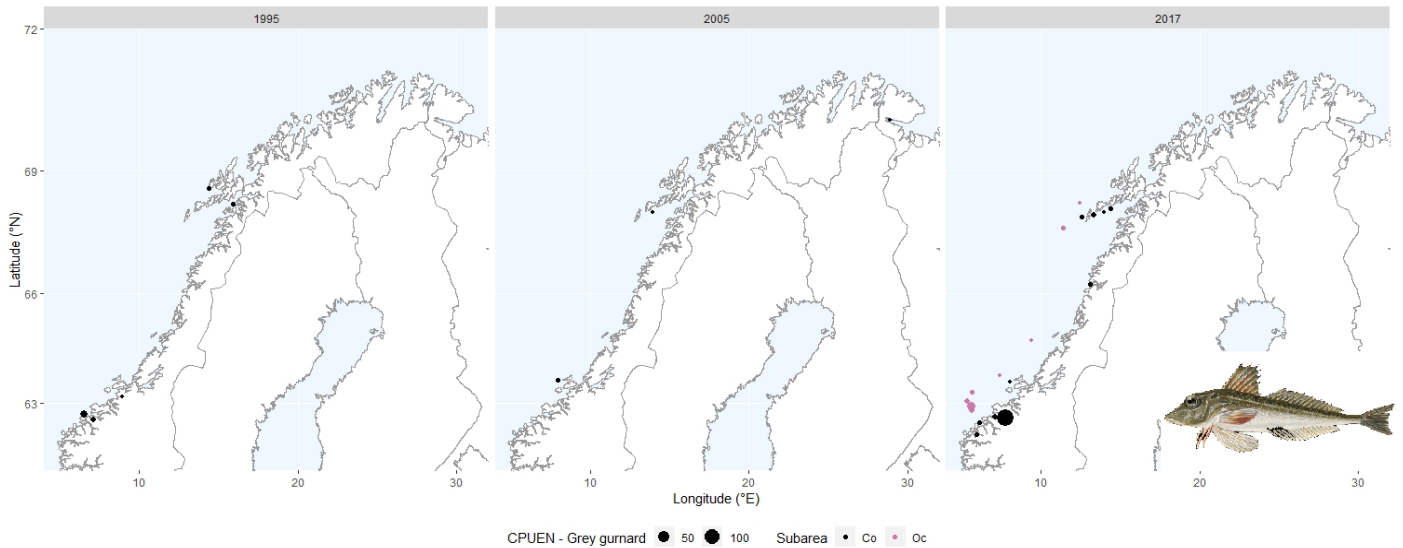 1995 2005 2017
72
69
66
63
Latitude (°N)
10 20 30 10 20 30 10 20 30
Longitude (°E)
CPUEN - Grey gurnard 50 100 Subarea Co Oc